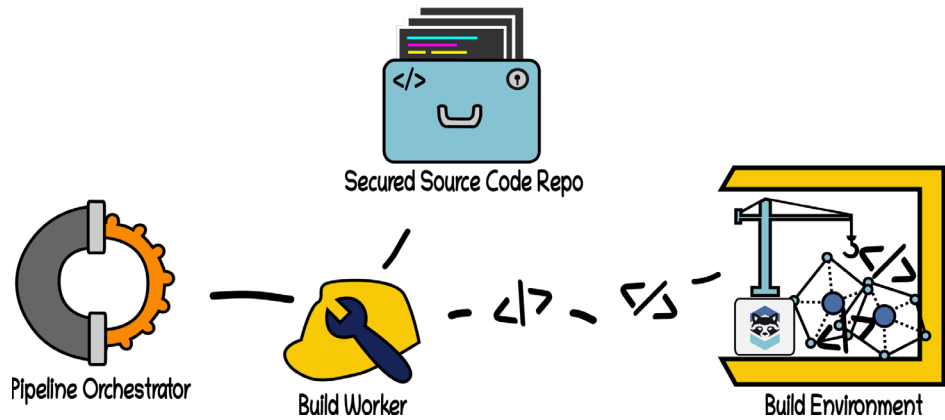 </>
Secured Source Code Repo
Pipeline Orchestrator
Build Worker
</>
</>
</>
</>
Build Environment